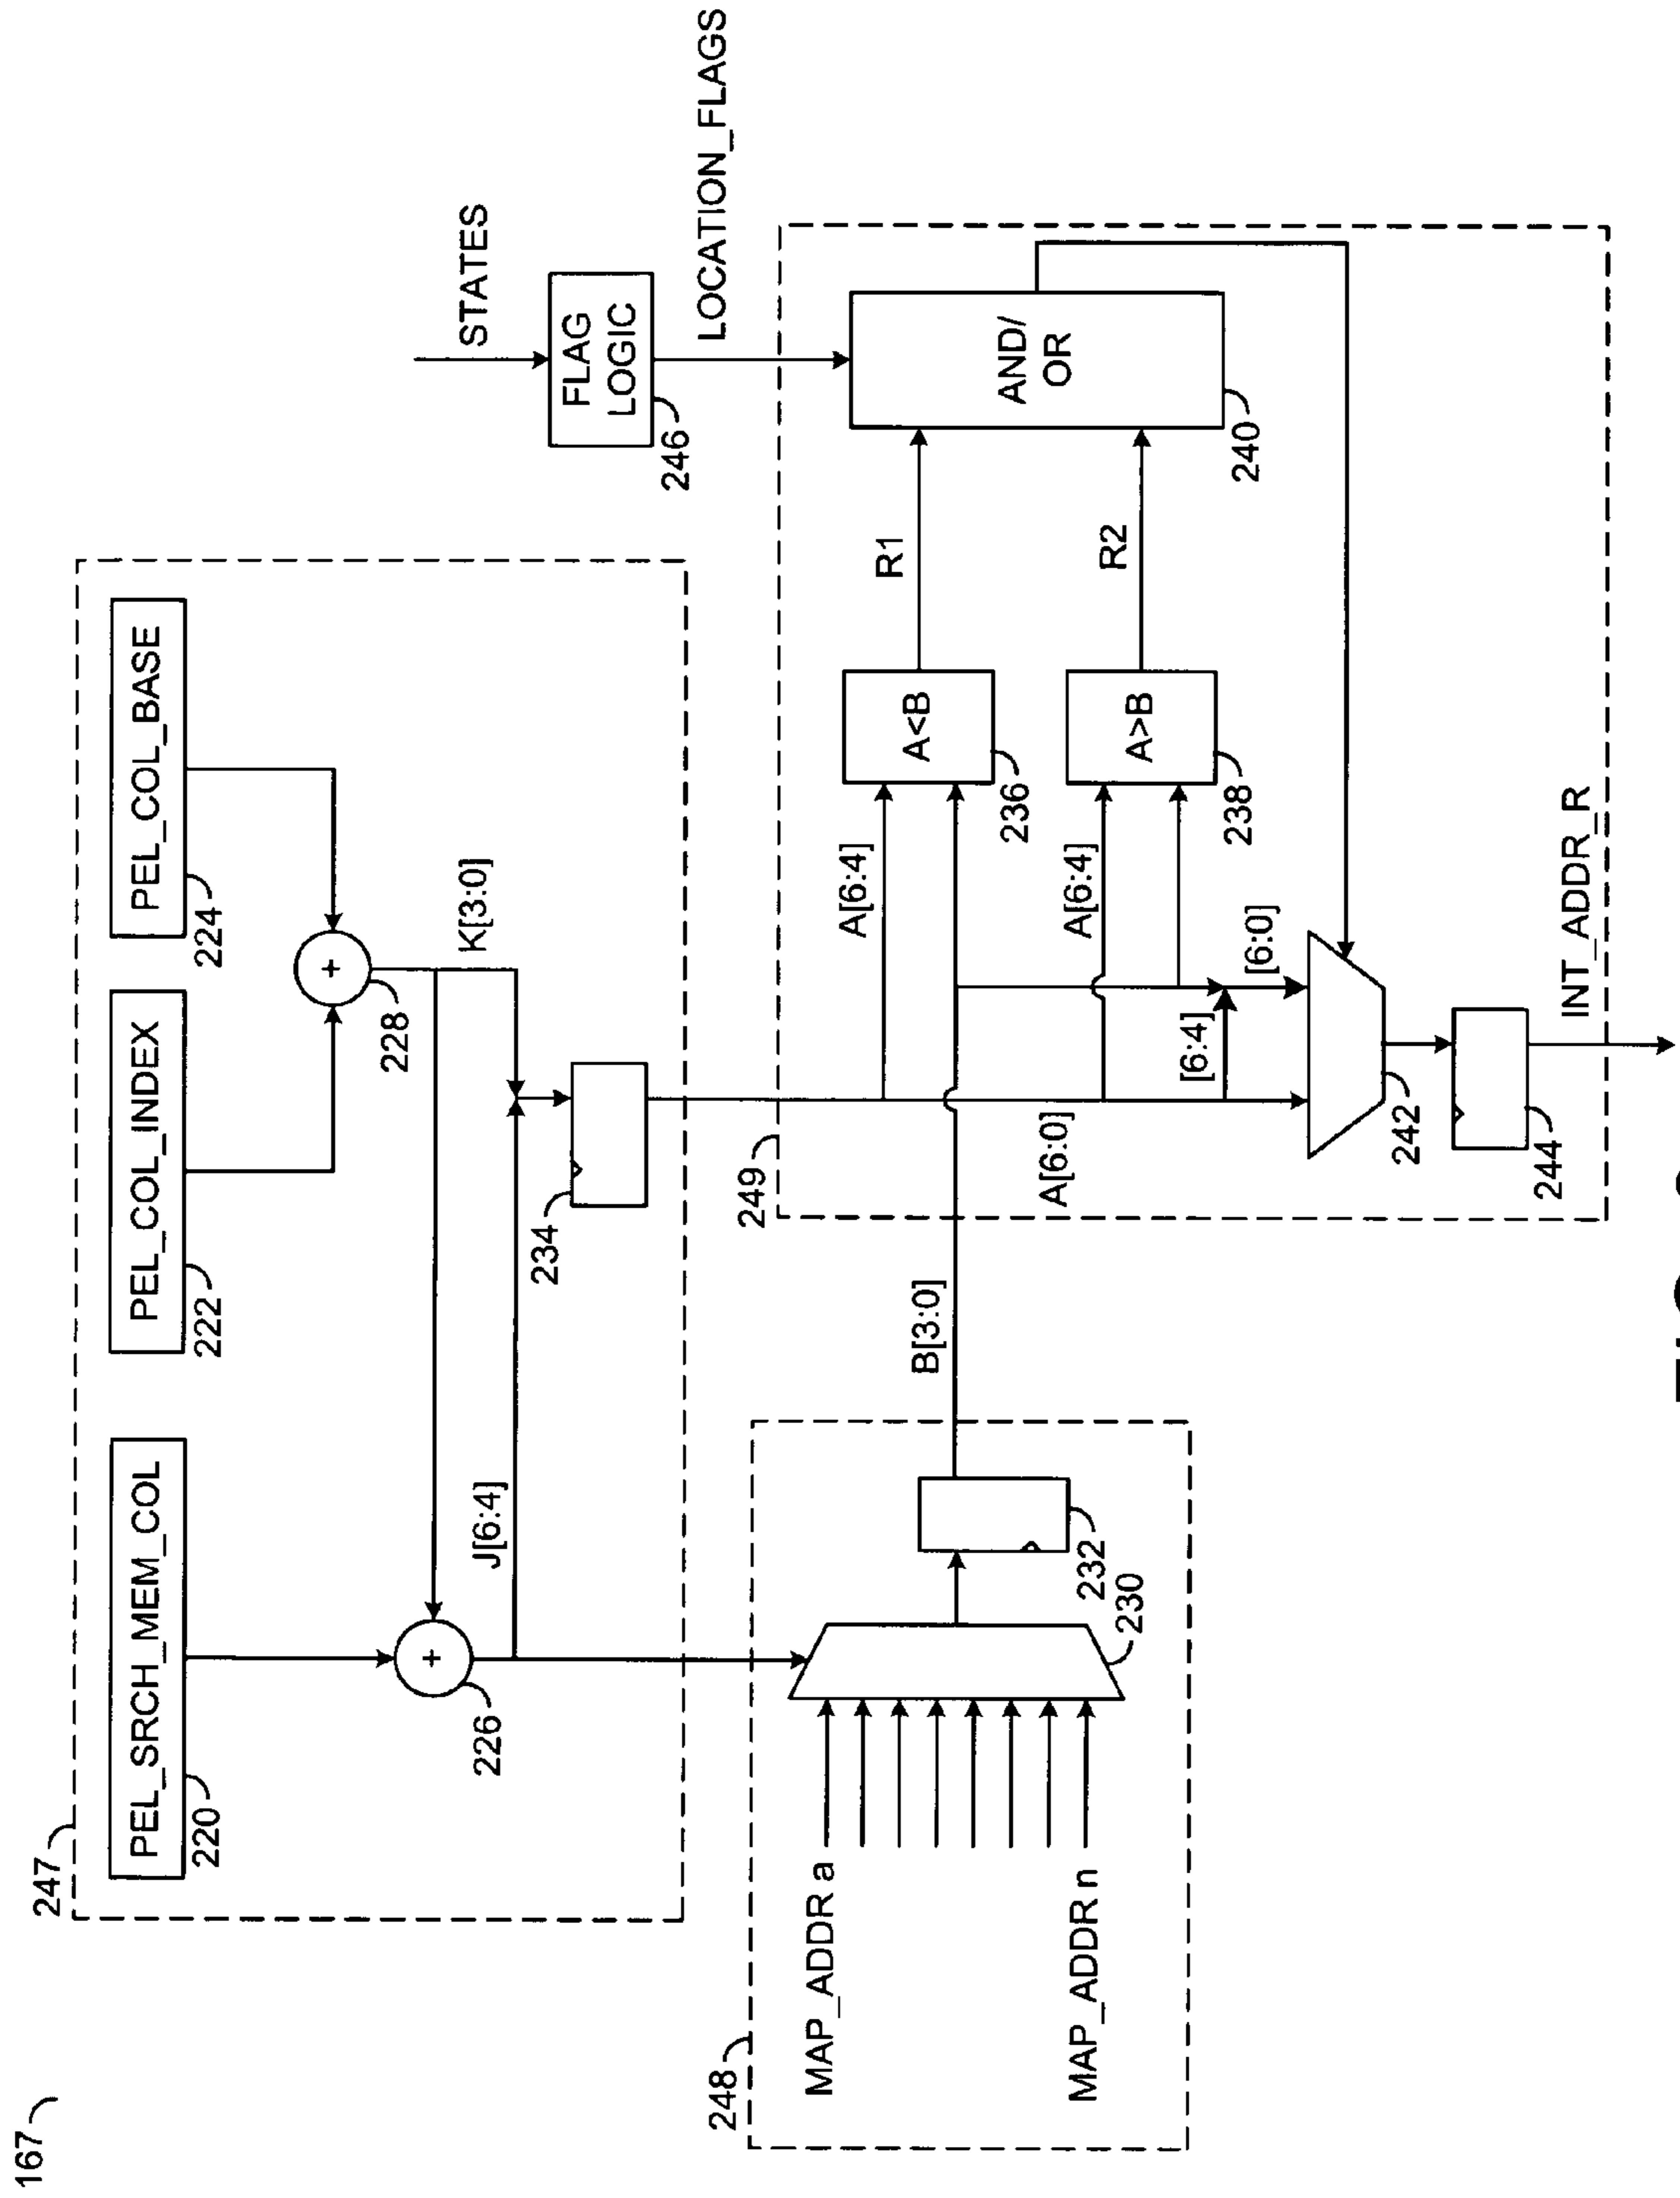 167
247
PEL_SRCH_MEM_COL
220
PEL_COL_INDEX
222
PEL_COL_BASE
224
+
226
+
228
K[3:0]
J[6:4]
234
STATES
FLAG
LOGIC
246
LOCATION_FLAGS
248
MAP_ADDR a
MAP_ADDR n
230
232
B[3:0]
249
A[6:0]
A[6:4]
A<B
236
R1
A[6:4]
A>B
238
R2
AND/
OR
240
[6:4]
[6:0]
242
244
INT_ADDR_R